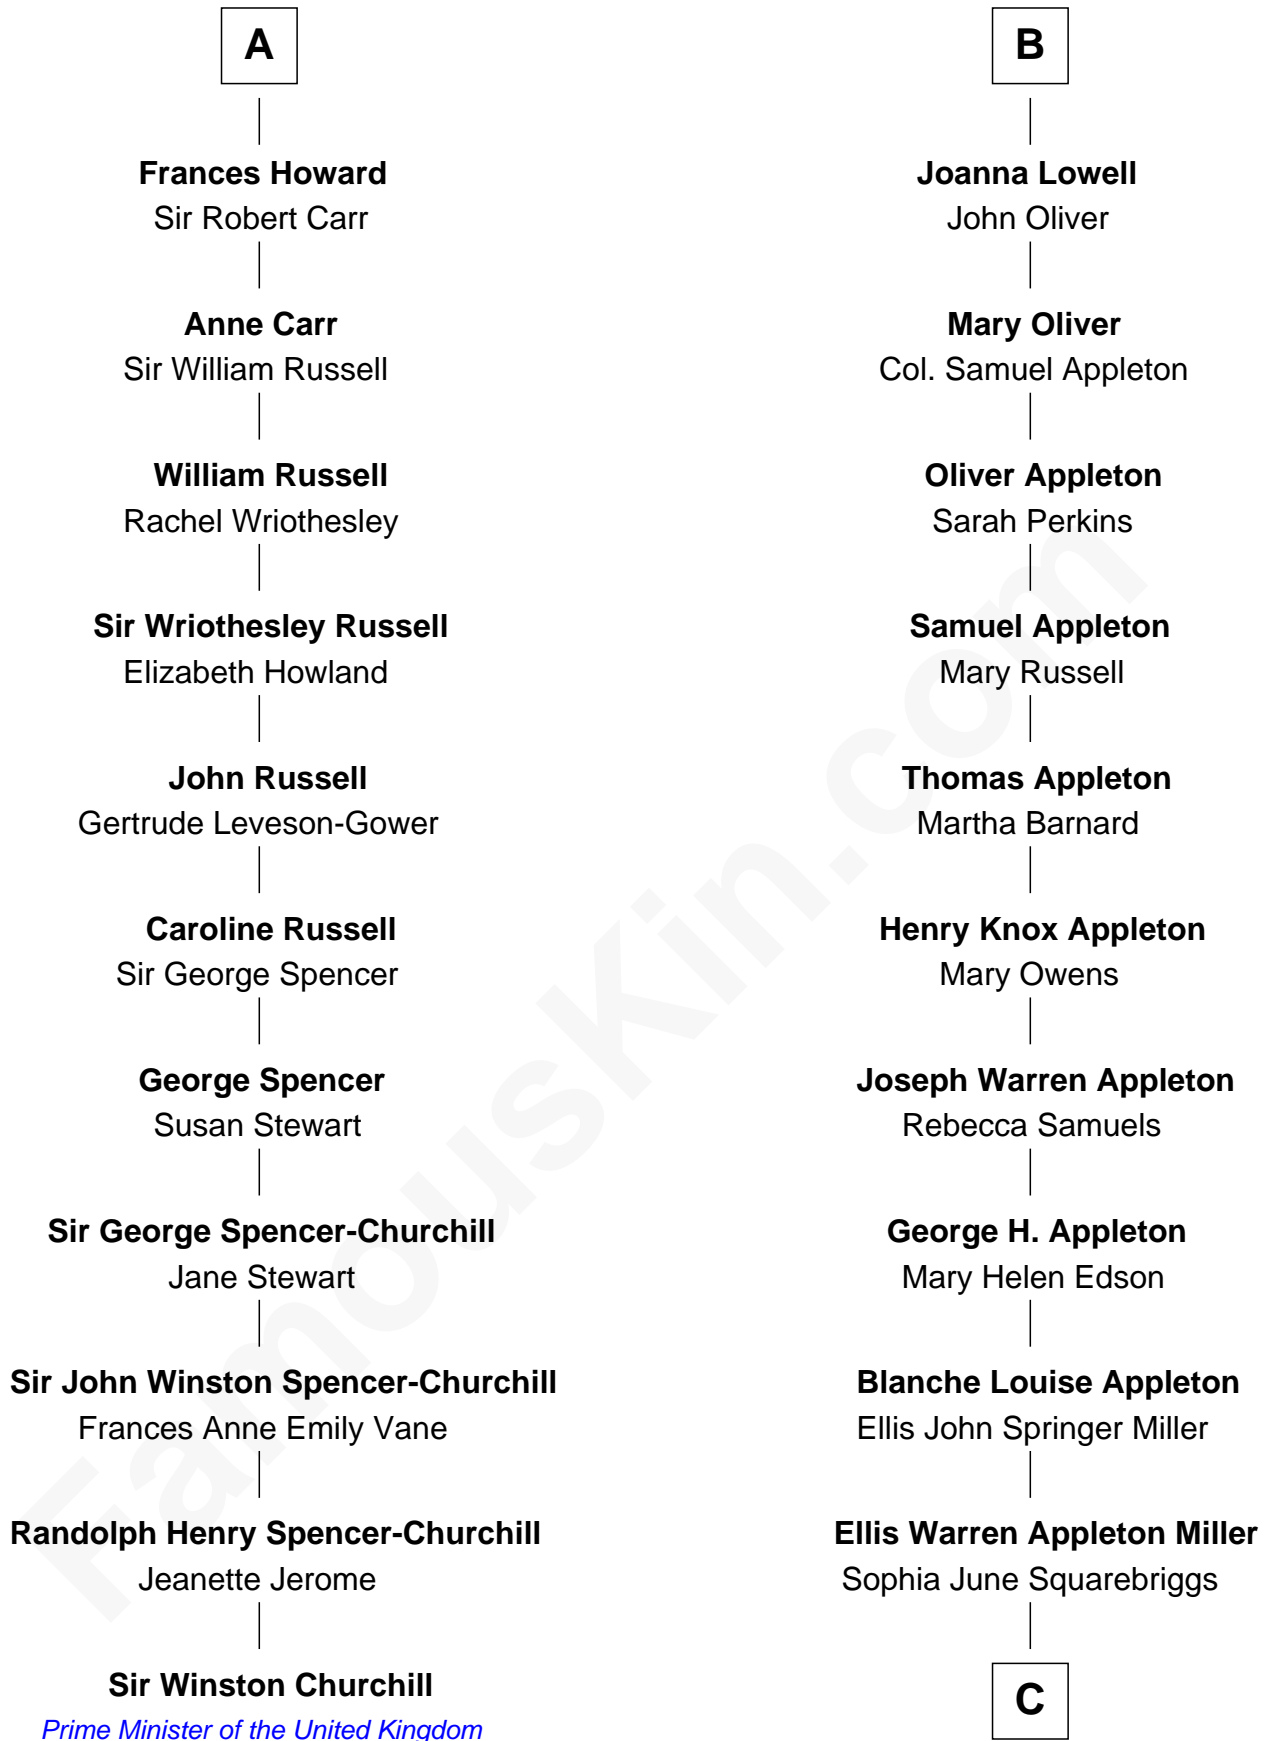 A
Frances Howard
Sir Robert Carr
Anne Carr
Sir William Russell
William Russell
Rachel Wriothesley
Sir Wriothesley Russell
Elizabeth Howland
John Russell
Gertrude Leveson-Gower
Caroline Russell
Sir George Spencer
George Spencer
Susan Stewart
Sir George Spencer-Churchill
Jane Stewart
Sir John Winston Spencer-Churchill
Frances Anne Emily Vane
Randolph Henry Spencer-Churchill
Jeanette Jerome
Sir Winston Churchill
Prime Minister of the United Kingdom
B
Joanna Lowell
John Oliver
Mary Oliver
Col. Samuel Appleton
Oliver Appleton
Sarah Perkins
Samuel Appleton
Mary Russell
Thomas Appleton
Martha Barnard
Henry Knox Appleton
Mary Owens
Joseph Warren Appleton
Rebecca Samuels
George H. Appleton
Mary Helen Edson
Blanche Louise Appleton
Ellis John Springer Miller
Ellis Warren Appleton Miller
Sophia June Squarebriggs
C
FamousKin.com